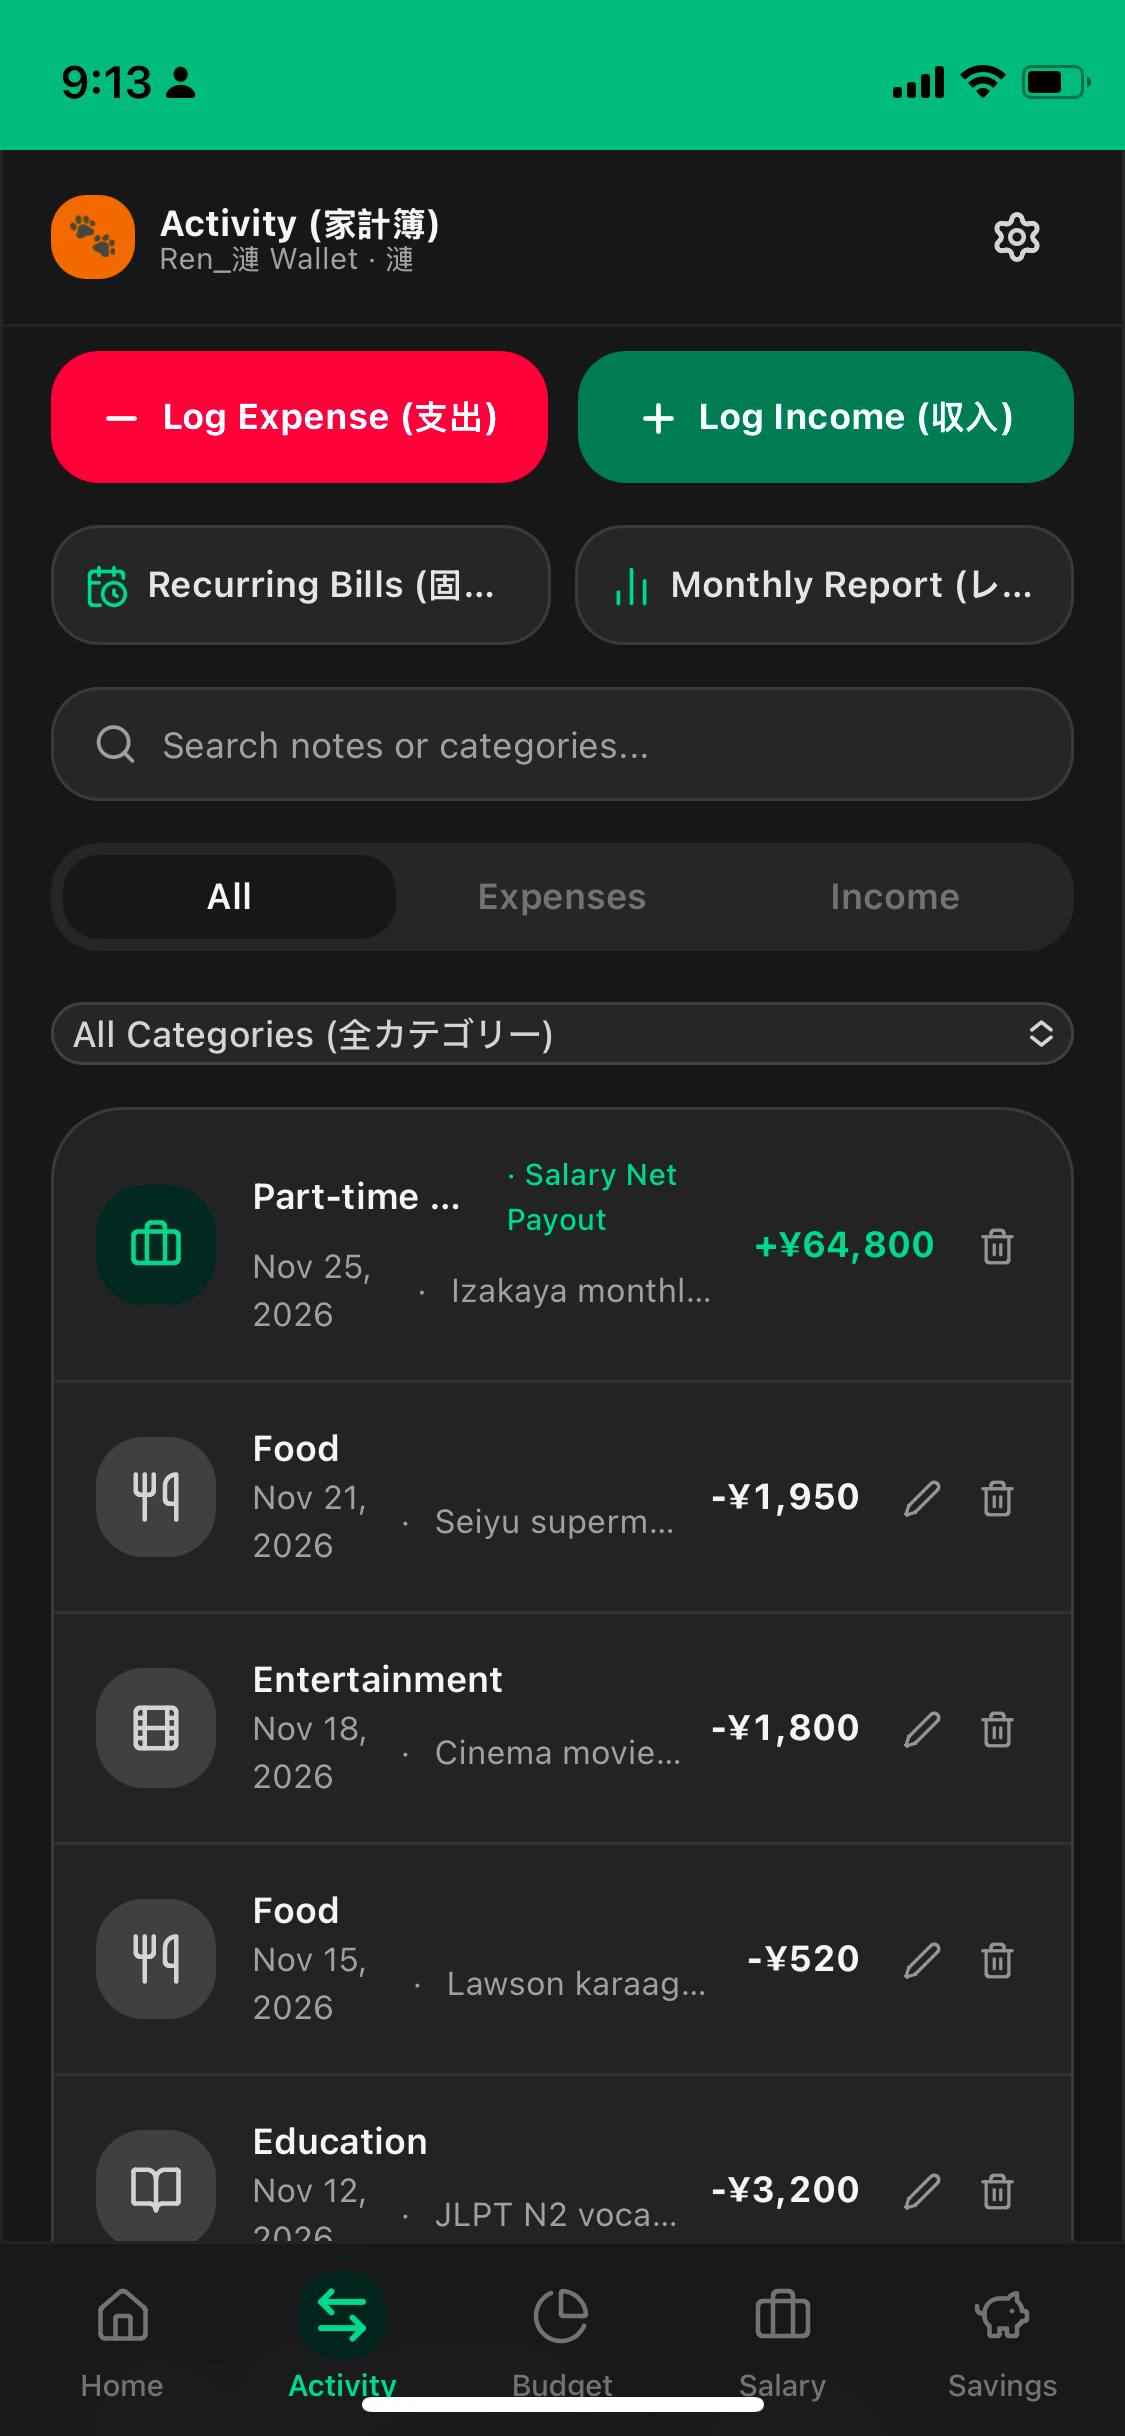 9:13
Activity (家計簿)
Ren_漣 Wallet · 漣
Log Expense (支出)
Log Income (収入)
Recurring Bills (固...
Monthly Report (レ...
Search notes or categories...
All
Expenses
Income
All Categories (全カテゴリー)
Part-time ...
· Salary Net
Payout
+¥64,800
Nov 25,
2026
· Izakaya monthl...
Food
Nov 21,
2026
· Seiyu superm...
-¥1,950
Entertainment
Nov 18,
2026
· Cinema movie...
-¥1,800
Food
Nov 15,
2026
· Lawson karaag...
-¥520
Education
Nov 12,
2026
· JLPT N2 voca...
-¥3,200
Home
Activity
Budget
Salary
Savings